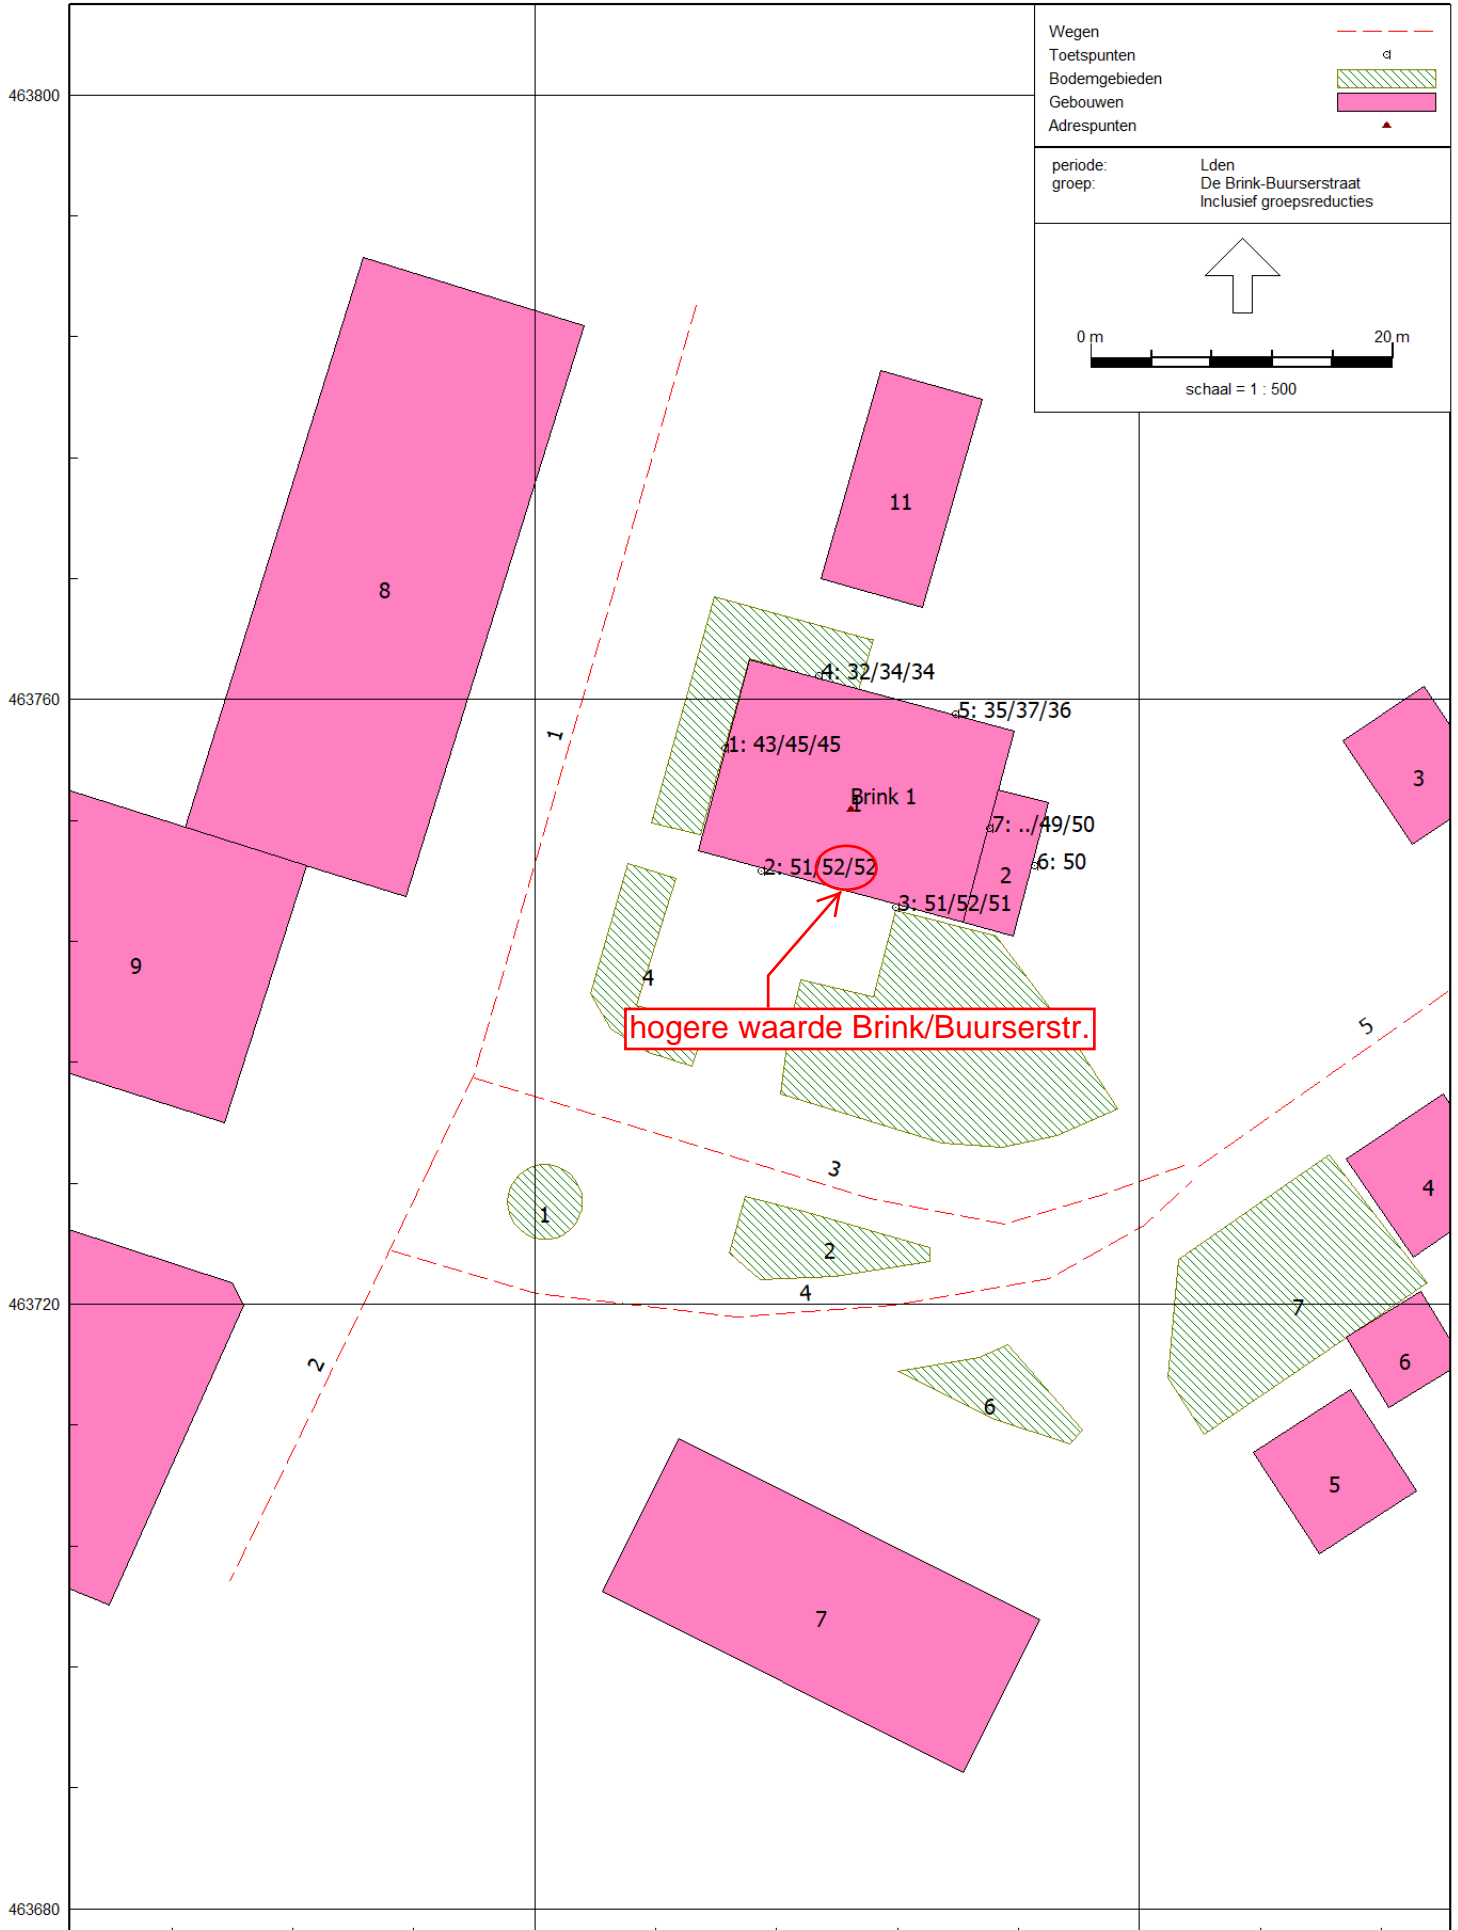 Wegen
Toetspunten
Bodemgebieden
Gebouwen
Adrespunten
periode: Lden
groep: De Brink-Buurserstraat
Inclusief groepsreducties
0 m 20 m
schaal = 1 : 500
463800
11
8
4: 32/34/34
463760
5: 35/37/36
1
1: 43/45/45
3
Brink 1
1
7: ../49/50
2: 51/52/52
6: 50
2
3: 51/52/51
9
4
hogere waarde Brink/Buurserstr.
5
3
4
1
2
4
463720
7
2
6
6
5
7
463680